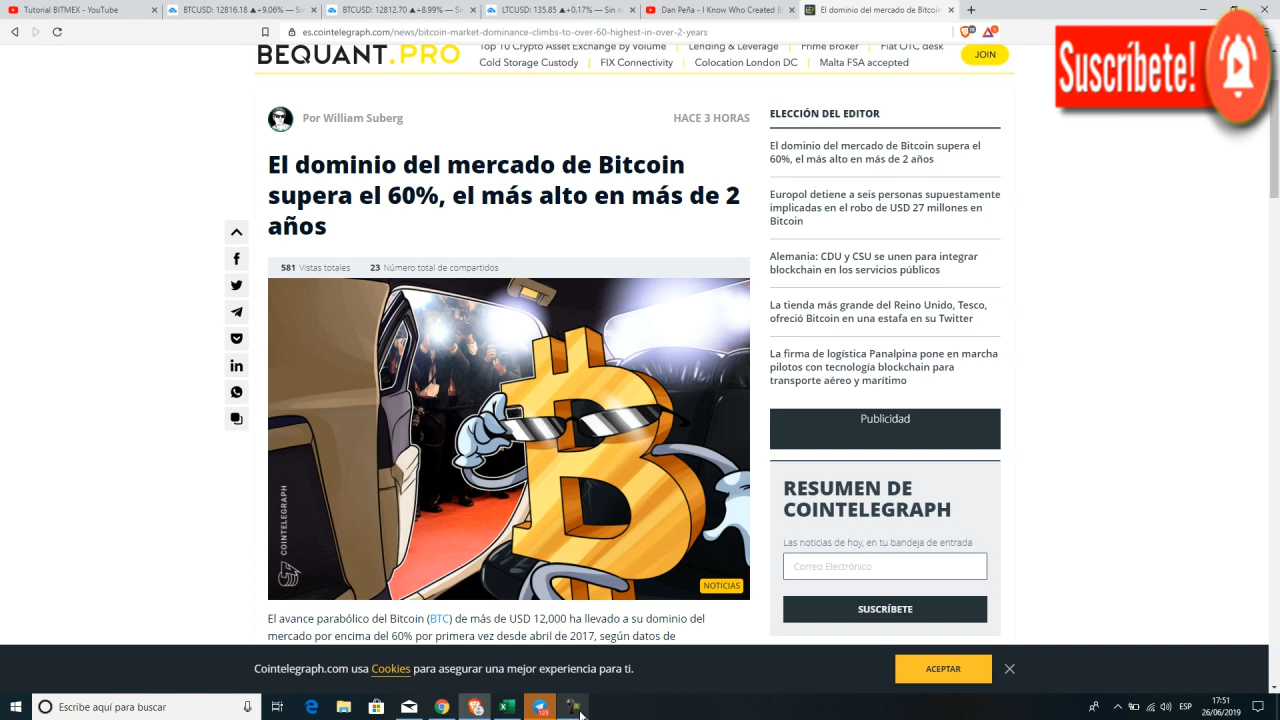 Tutorial BITMEX - YouTube
BTCUSD: 12816.18 ▲+9.06% — Sin n
BTCUSD: 12812.70 ▲+8.99% — Sin n
LTCUSD: 135.85 ▲+0.17% — Sin n
Dan Peña - I Know Who Created B
El dominio del mercado de Bitcoin
es.cointelegraph.com/news/bitcoin-market-dominance-climbs-to-over-60-highest-in-over-2-years
BEQUANT.PRO
Top 10 Crypto Asset Exchange by volume | Lending & Leverage | Prime Broker | Fiat OTC desk
Cold Storage Custody | FIX Connectivity | Colocation London DC | Malta FSA accepted
JOIN
Suscríbete!
Por William Suberg
HACE 3 HORAS
El dominio del mercado de Bitcoin
supera el 60%, el más alto en más de 2
años
581 Vistas totales
23 Número total de compartidos
COINTELEGRAPH
NOTICIAS
El avance parabólico del Bitcoin (BTC) de más de USD 12,000 ha llevado a su dominio del
mercado por encima del 60% por primera vez desde abril de 2017, según datos de
ELECCIÓN DEL EDITOR
El dominio del mercado de Bitcoin supera el
60%, el más alto en más de 2 años
Europol detiene a seis personas supuestamente
implicadas en el robo de USD 27 millones en
Bitcoin
Alemania: CDU y CSU se unen para integrar
blockchain en los servicios públicos
La tienda más grande del Reino Unido, Tesco,
ofreció Bitcoin en una estafa en su Twitter
La firma de logística Panalpina pone en marcha
pilotos con tecnología blockchain para
transporte aéreo y marítimo
Publicidad
RESUMEN DE
COINTELEGRAPH
Las noticias de hoy, en tu bandeja de entrada
Correo Electrónico
SUSCRÍBETE
Cointelegraph.com usa Cookies para asegurar una mejor experiencia para ti.
ACEPTAR
Escribe aquí para buscar
ESP
17:51
26/06/2019